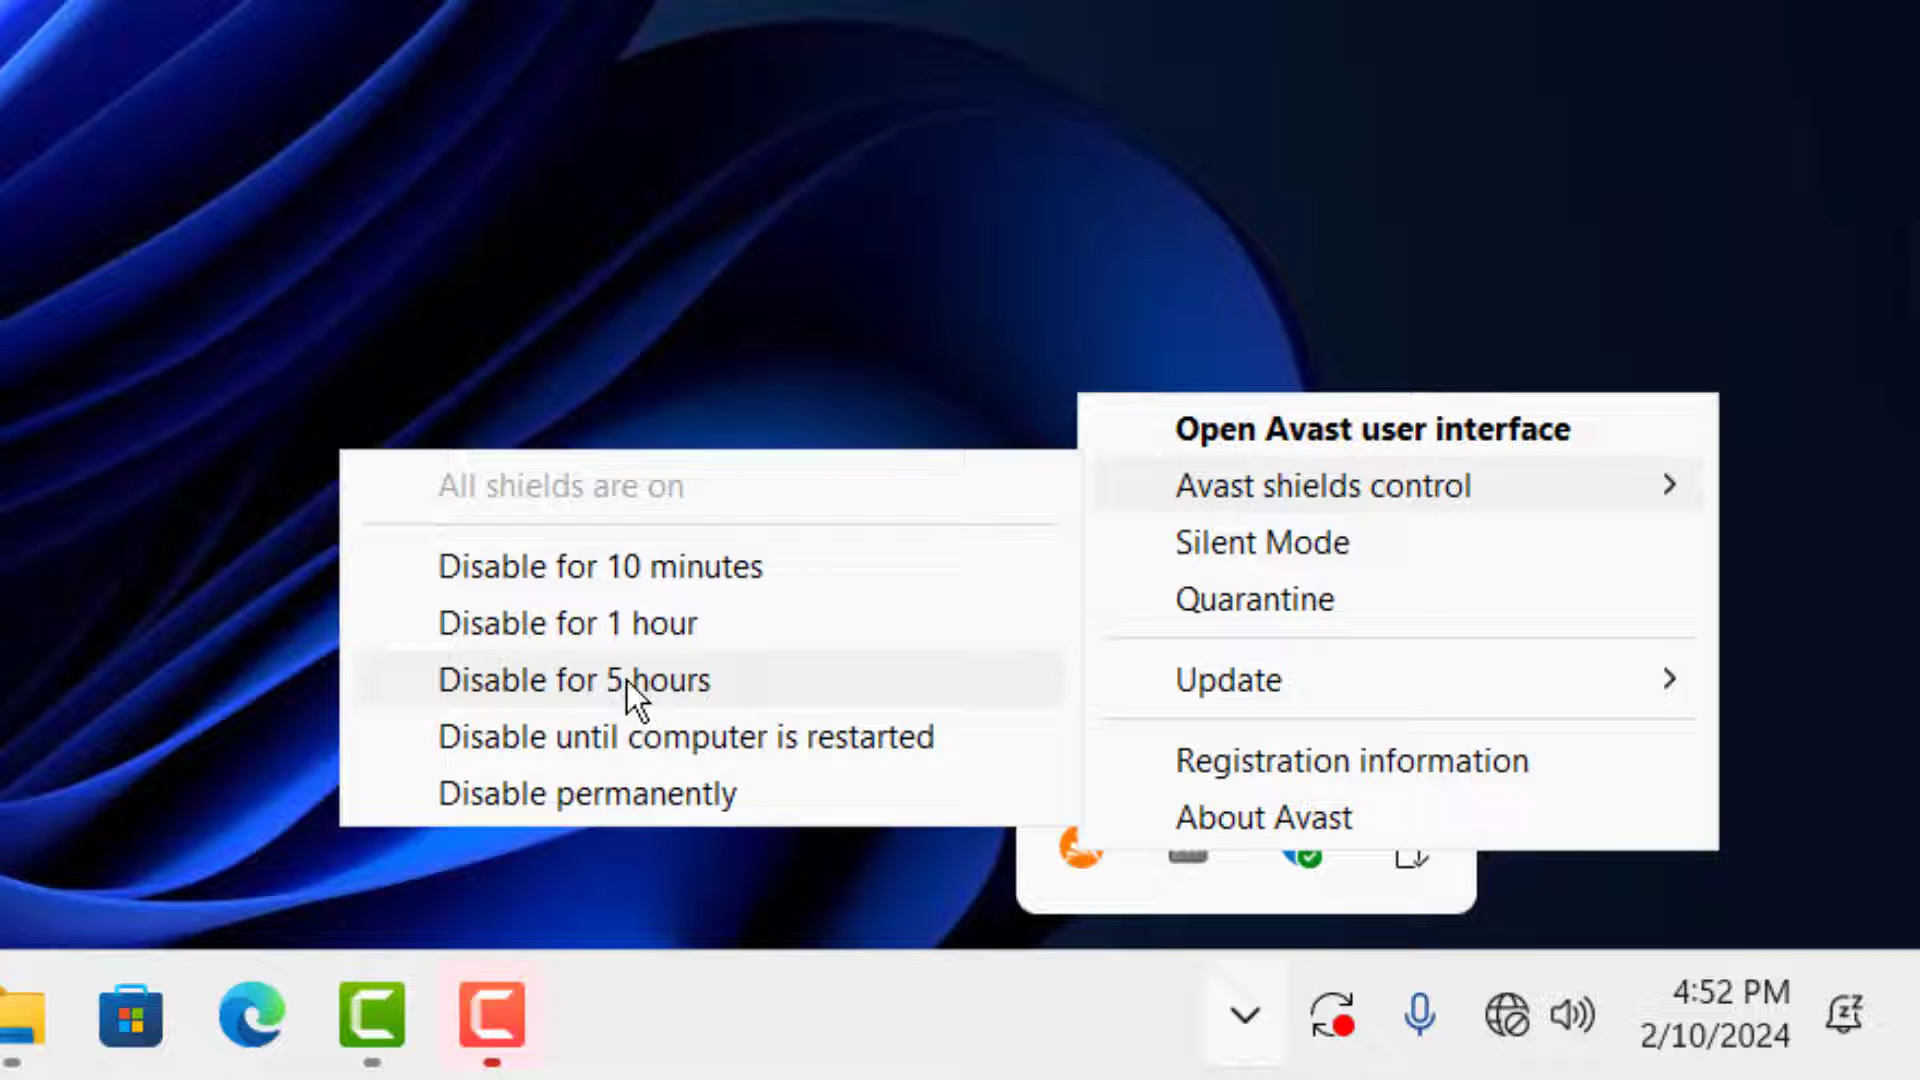 Open Avast user interface
Avast shields control
Silent Mode
Quarantine
Update
Registration information
About Avast
All shields are on
Disable for 10 minutes
Disable for 1 hour
Disable for 5 hours
Disable until computer is restarted
Disable permanently
4:52 PM
2/10/2024